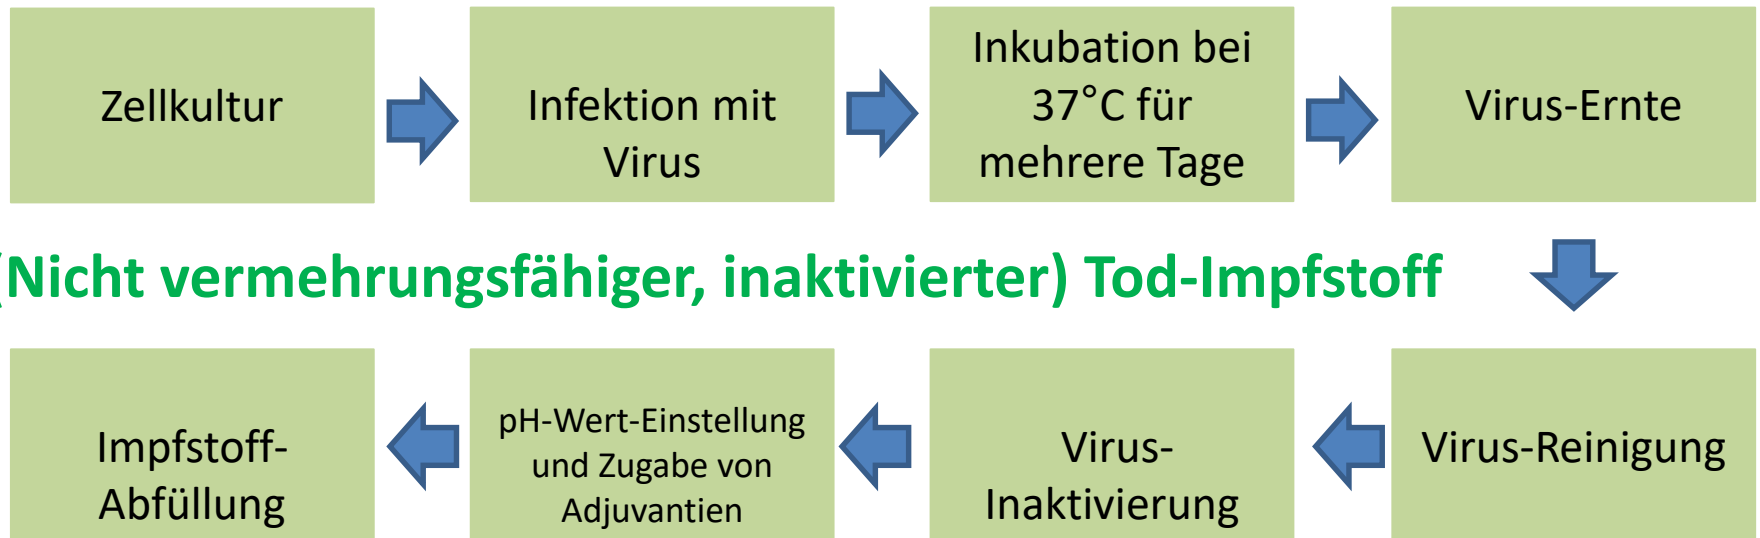 Zellkultur
Infektion mit
Virus
Inkubation bei
37°C für
mehrere Tage
Virus-Ernte
(Nicht vermehrungsfähiger, inaktivierter) Tod-Impfstoff
Impfstoff-
Abfüllung
pH-Wert-Einstellung
und Zugabe von
Adjuvantien
Virus-
Inaktivierung
Virus-Reinigung